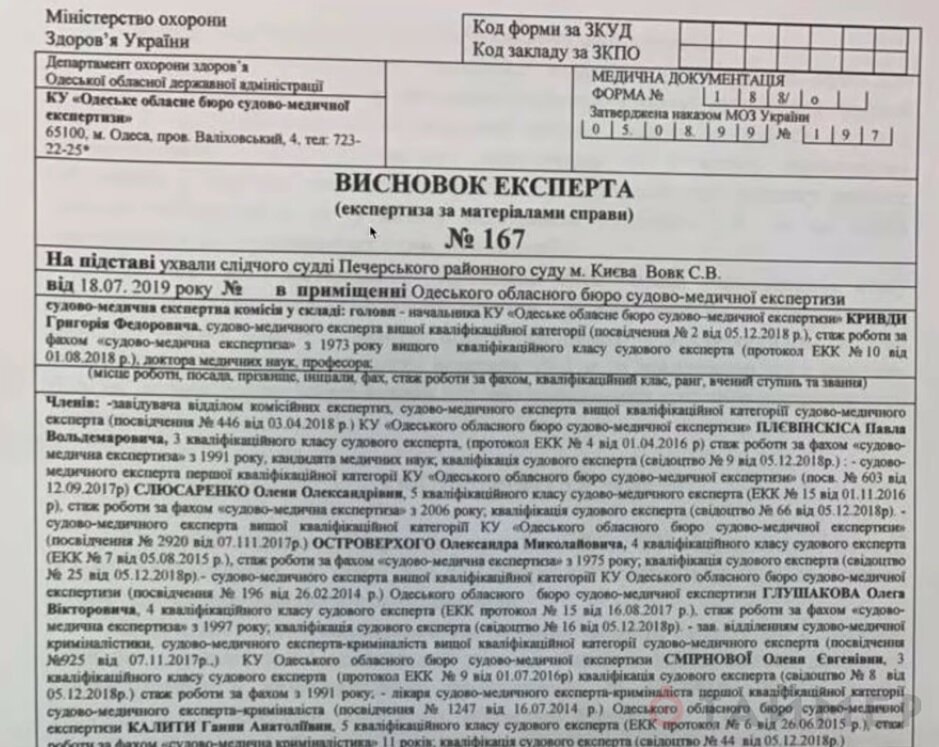 Міністерство охорони
Здоров'я України
Код форми за ЗКУД
Код закладу за ЗКПО
Департамент охорони здоров'я
Одеської обласної державної адміністрації
КУ «Одеське обласне бюро судово-медичної
експертизи»
65100, м. Одеса, пров. Валіховський, 4, тел: 723-
22-25*
МЕДИЧНА ДОКУМЕНТАЦІЯ
ФОРМА № 1 8 8/ о
Затверджена наказом МОЗ України
0 5. 0 8. 9 9 № 1 9 7
ВИСНОВОК ЕКСПЕРТА
(експертиза за матеріалами справи)
№ 167
На підставі ухвали слідчого судді Печерського районного суду м. Києва Вовк С.В.
від 18.07. 2019 року № в приміщенні Одеського обласного бюро судово-медичної експертизи
судово-медична експертна комісія у складі: голови - начальника КУ «Одеське обласне бюро судово–медичної експертизи» КРИВДИ
Григорія Федоровича, судово-медичного експерта вищої кваліфікаційної категорії (посвідчення № 2 від 05.12.2018 р.), стаж роботи за
фахом «судово-медична експертиза» з 1973 року вищого кваліфікаційного класу судового експерта (протокол ЕКК № 10 від
01.08.2018 р.), доктора медичних наук, професора;
(місце роботи, посада, прізвище, ініціали, фах, стаж роботи за фахом, кваліфікаційний клас, ранг, вчений ступінь та звання)
Членів: -завідувача відділом комісійних експертиз, судово-медичного експерта вищої кваліфікаційної категорії судово-медичного
експерта (посвідчення № 446 від 03.04.2018 р.) КУ «Одеського обласного бюро судово-медичної експертизи» ПЛЄВІНСКІСА Павла
Вольдемаровича, 3 кваліфікаційного класу судового експерта, (протокол ЕКК № 4 від 01.04.2016 р) стаж роботи за фахом «судово-
медична експертиза» з 1991 року, кандидата медичних наук; кваліфікація судового експерта (свідоцтво № 9 від 05.12.2018р.) : - судово-
медичного експерта першої кваліфікаційної категорії КУ «Одеського обласного бюро судово-медичної експертизи» (посв. № 603 від
12.09.2017р) СЛЮСАРЕНКО Олени Олександрівни, 5 кваліфікаційного класу судово-медичного експерта (ЕКК № 15 від 01.11.2016
р), стаж роботи за фахом «судово-медична експертиза» з 2006 року; кваліфікація судового експерта (свідоцтво № 66 від 05.12.2018р). -
судово-медичного експерта вищої кваліфікаційної категорії КУ «Одеського обласного бюро судово-медичної експертизи»
(посвідчення № 2920 від 07.111.2017р.) ОСТРОВЕРХОГО Олександра Миколайовича, 4 кваліфікаційного класу судового експерта
(ЕКК № 7 від 05.08.2015 р.), стаж роботи за фахом «судово-медична експертиза» з 1975 року; кваліфікація судового експерта (свідоцтво
№ 25 від 05.12.2018р).- судово-медичного експерта вищої кваліфікаційної категорії КУ Одеського обласного бюро судово-медичної
експертизи (посвідчення № 196 від 26.02.2014 р.) Одеського обласного бюро судово-медичної експертизи ГЛУШАКОВА Олега
Вікторовича, 4 кваліфікаційного класу судового експерта (ЕКК протокол № 15 від 16.08.2017 р.), стаж роботи за фахом «судово-
медична експертиза» з 1997 року; кваліфікація судового експерта (свідоцтво № 16 від 05.12.2018р). - зав. відділенням судово-медичної
криміналістики, судово-медичного експерта-криміналіста вищої кваліфікаційної категорії судово-медичного експерта (посвідчення
№925 від 07.11.2017р..) КУ Одеського обласного бюро судово-медичної експертизи СМІРНОВОЇ Олени Євгенівни, 3
кваліфікаційного класу судового експерта (протокол ЕКК № 9 від 01.07.2016р) кваліфікація судового експерта (свідоцтво № 8 від
05.12.2018р.) стаж роботи за фахом з 1991 року; - лікаря судово-медичного експерта-криміналіста першої кваліфікаційної категорії
судово-медичного експерта-криміналіста (посвідчення № 1247 від 16.07.2014 р.) Одеського обласного бюро судово-медичної
експертизи КАЛИТИ Ганни Анатоліївни, 5 кваліфікаційного класу судового експерта (ЕКК протокол № 6 від 26.06.2015 р.), стаж
роботи за фахом «судово-медична криміналістика» 11 років; кваліфікація судового експерта (свідоцтво № 44 від 05.12.2018р).